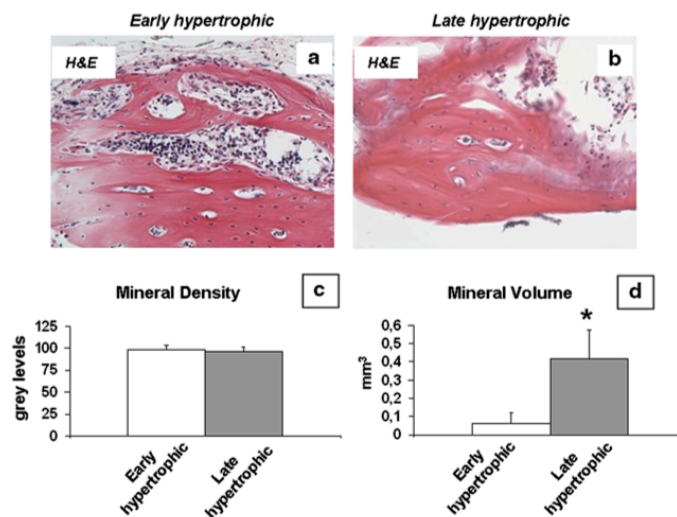 Early hypertrophic
Late hypertrophic
H&E
a
H&E
b
Mineral Density
c
grey levels
125
100
75
50
25
0
Early
hypertrophic
Late
hypertrophic
Mineral Volume
d
mm³
0,6
0,5
0,4
0,3
0,2
0,1
0
*
Early
hypertrophic
Late
hypertrophic